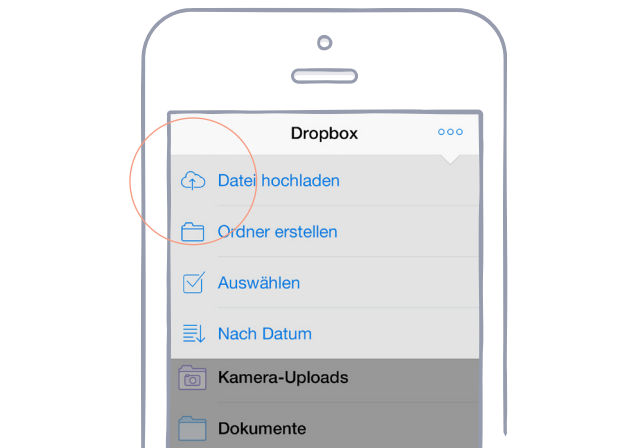 Dropbox
Datei hochladen
Ordner erstellen
Auswählen
Nach Datum
Kamera-Uploads
Dokumente